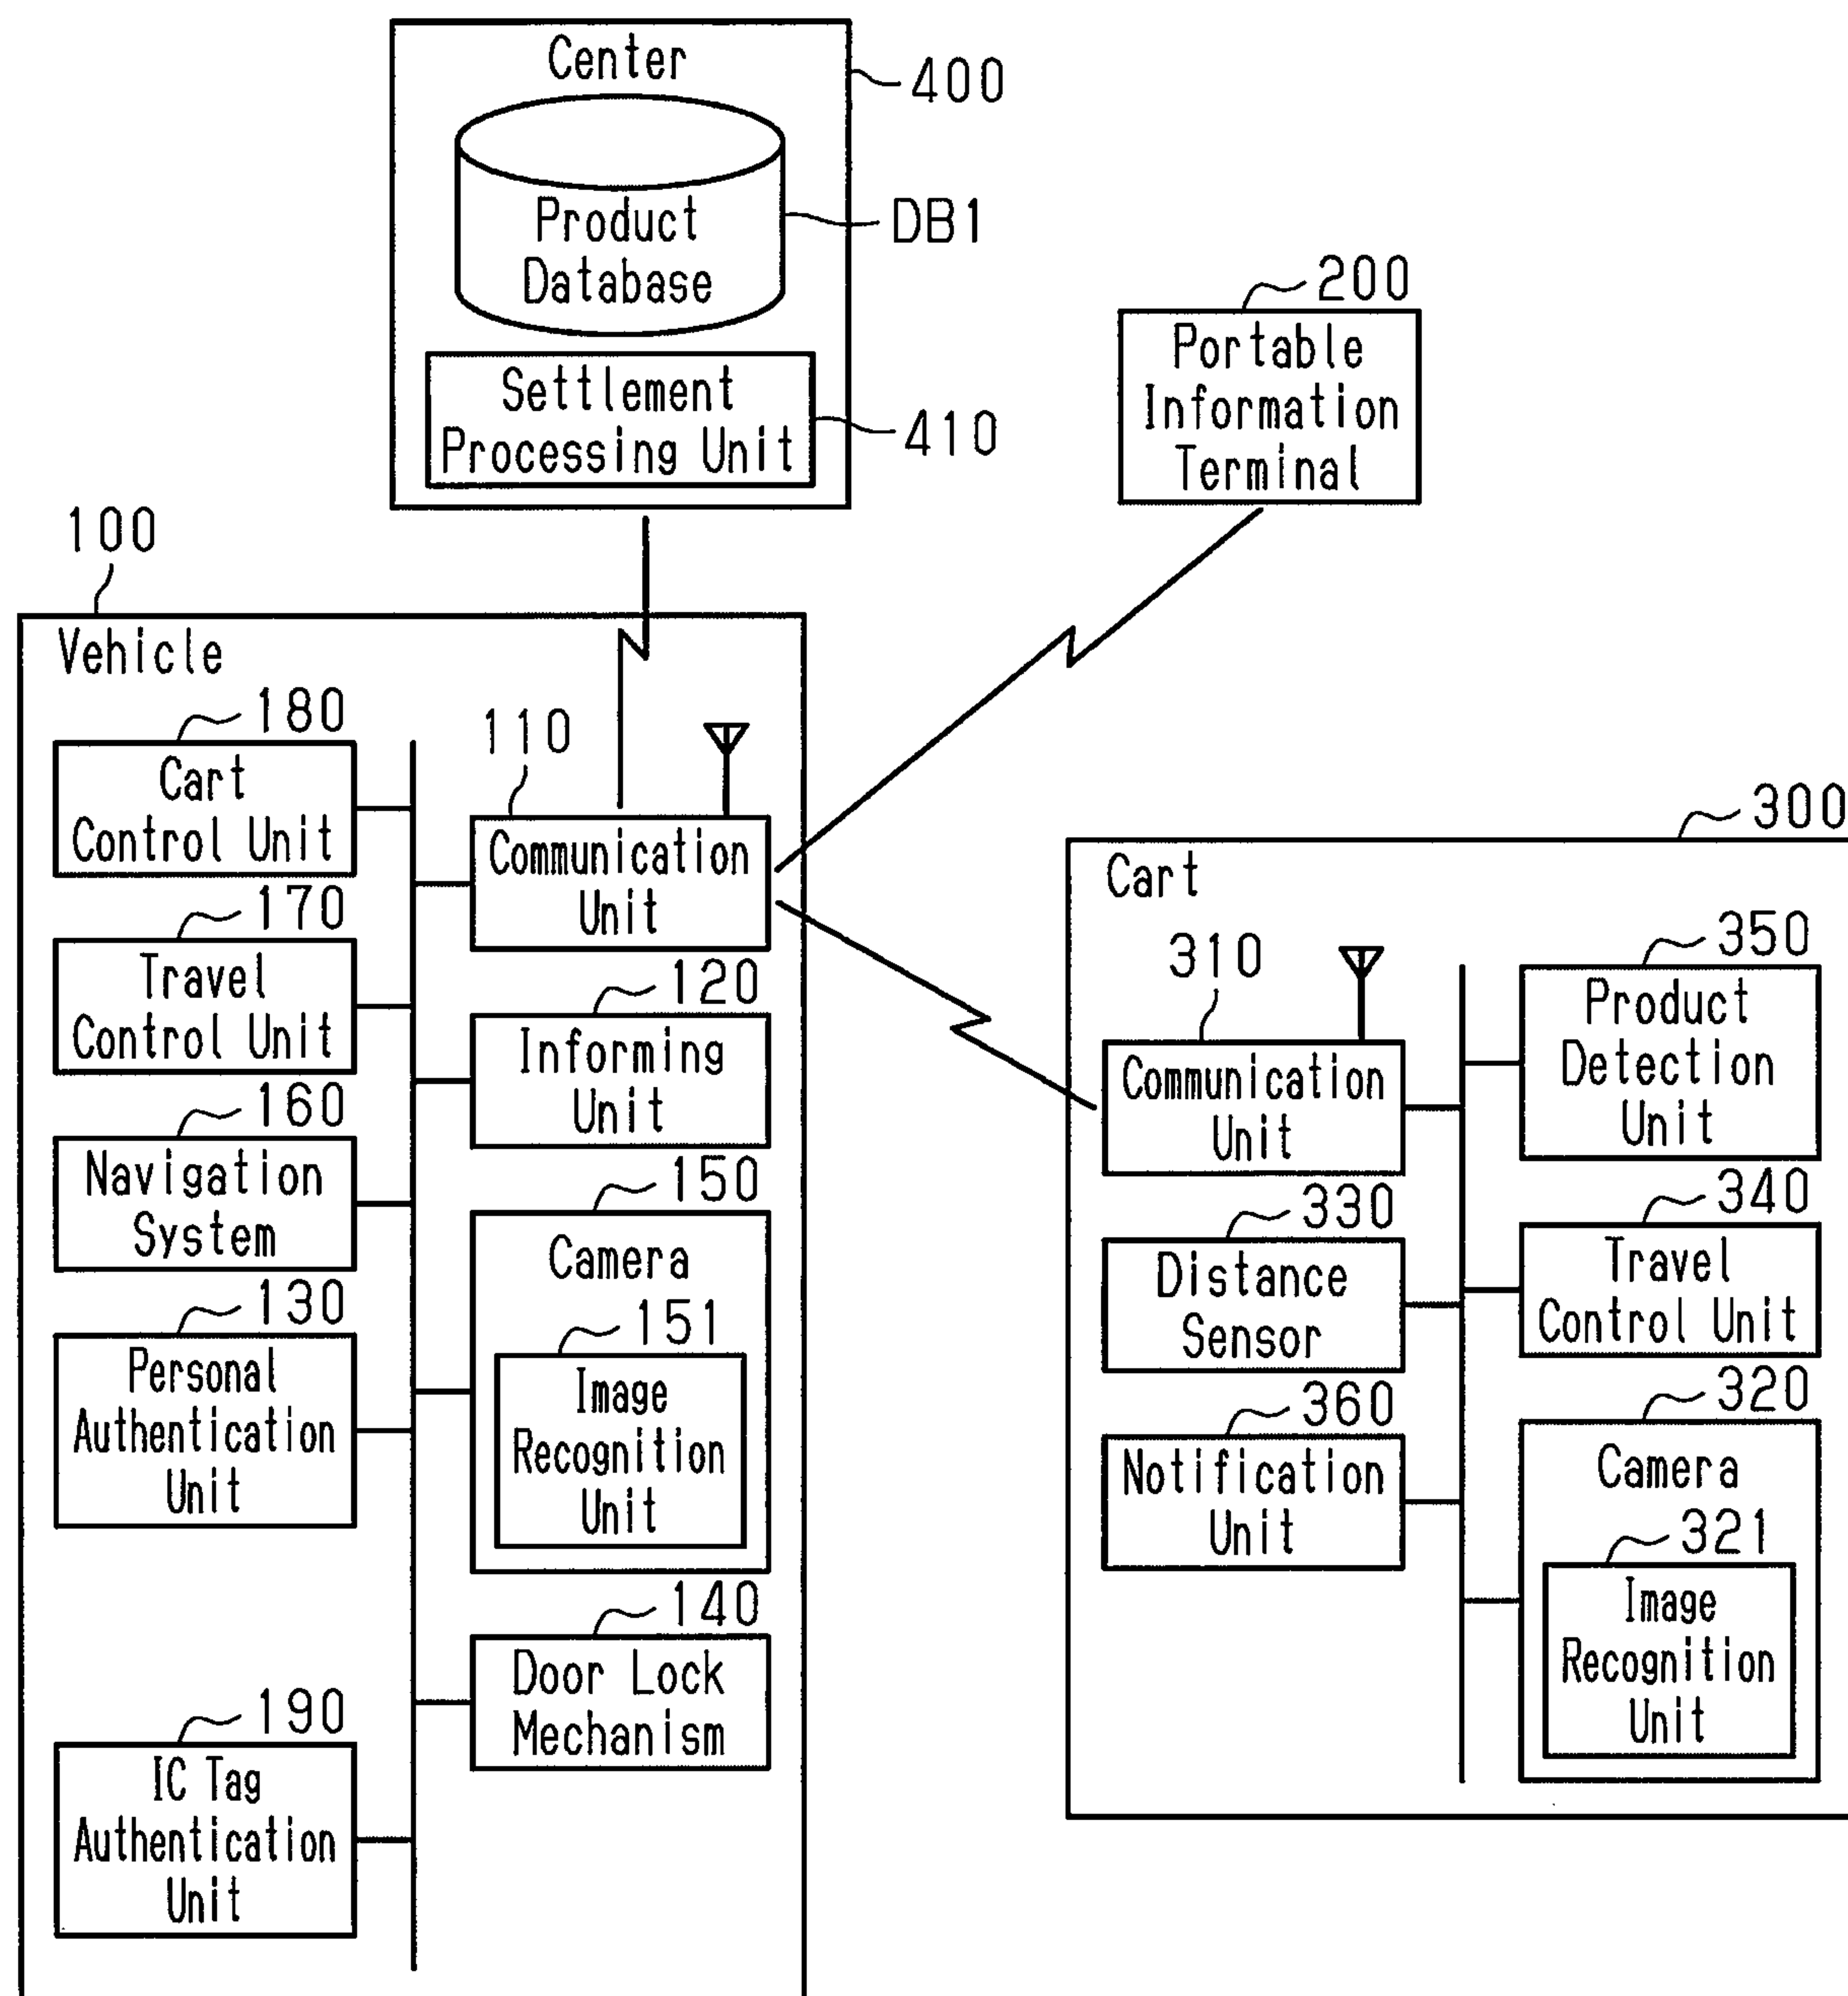 Center
400
Product
Database
DB1
Settlement
Processing Unit
410
200
Portable
Information
Terminal
100
Vehicle
180
Cart
Control Unit
170
Travel
Control Unit
160
Navigation
System
130
Personal
Authentication
Unit
190
IC Tag
Authentication
Unit
110
Communication
Unit
120
Informing
Unit
150
Camera
151
Image
Recognition
Unit
140
Door Lock
Mechanism
300
Cart
310
Communication
Unit
330
Distance
Sensor
360
Notification
Unit
350
Product
Detection
Unit
340
Travel
Control Unit
320
Camera
321
Image
Recognition
Unit